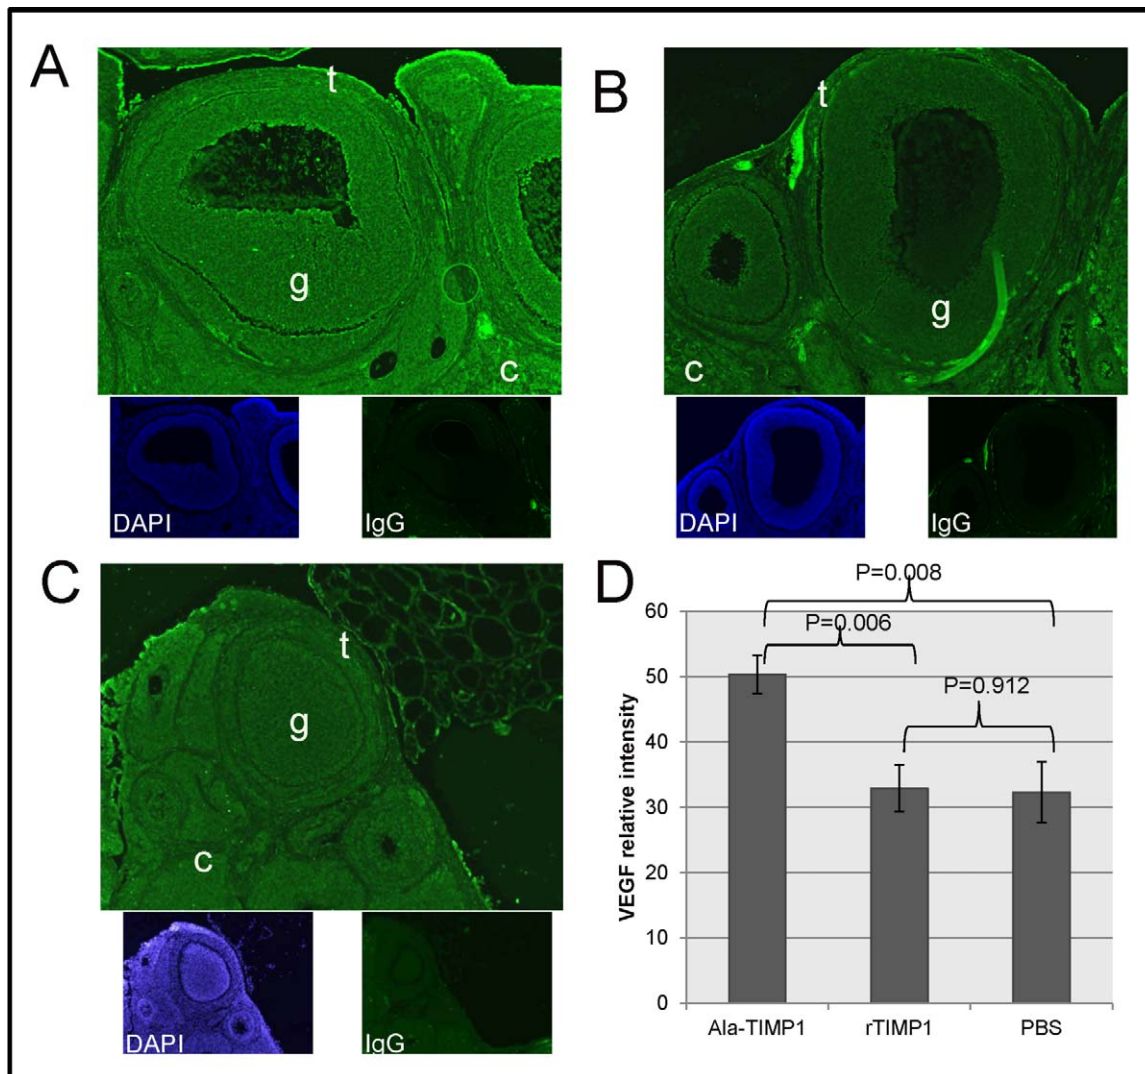 A
t
g
c
DAPI
IgG
B
t
g
c
DAPI
IgG
C
t
g
c
DAPI
IgG
D
P=0.008
P=0.006
P=0.912
VEGF relative intensity
60
50
40
30
20
10
0
Ala-TIMP1 rTIMP1 PBS